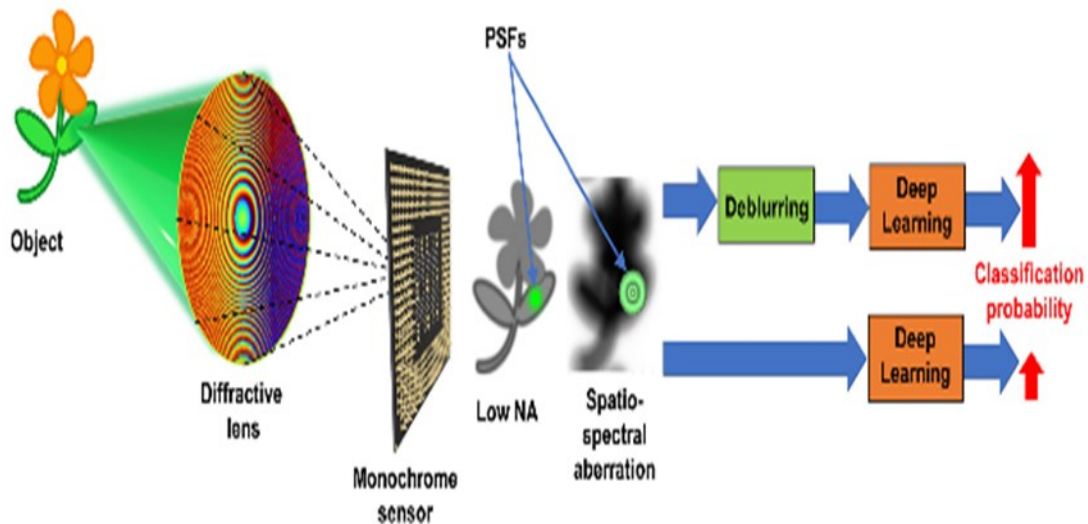 PSFs
Object
Diffractive
lens
Monochrome
sensor
Low NA
Spatio-
spectral
aberration
Deblurring
Deep
Learning
Classification
probability
Deep
Learning